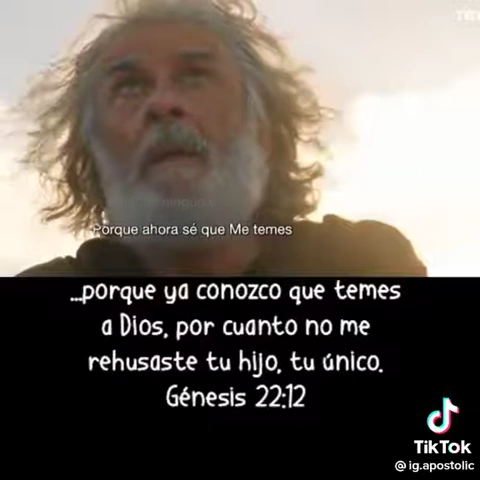 Porque ahora sé que Me temes
...porque ya conozco que temes
a Dios, por cuanto no me
rehusaste tu hijo, tu único.
Génesis 22:12
TikTok
@ig.apostolic